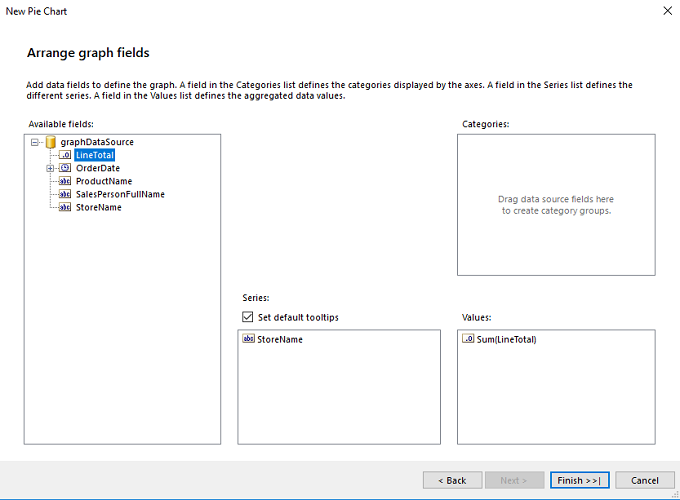 New Pie Chart
Arrange graph fields
Add data fields to define the graph. A field in the Categories list defines the categories displayed by the axes. A field in the Series list defines the
different series. A field in the Values list defines the aggregated data values.
Available fields:
graphDataSource
.0 LineTotal
OrderDate
abc ProductName
abc SalesPersonFullName
abc StoreName
Categories:
Drag data source fields here
to create category groups.
Series:
Set default tooltips
abc StoreName
Values:
.0 Sum(LineTotal)
< Back
Next >
Finish >>|
Cancel